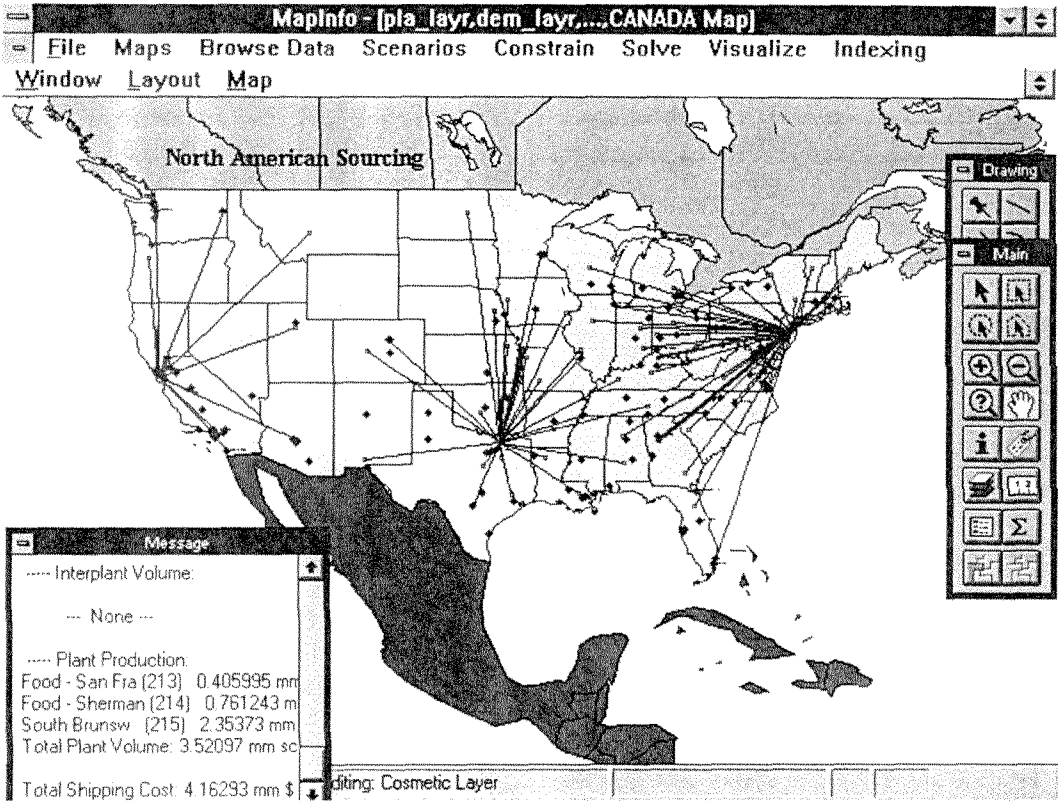 MapInfo - [pla_layr,dem_layr,....CANADA Map]
File Maps Browse Data Scenarios Constrain Solve Visualize Indexing
Window Layout Map
North American Sourcing
Drawing
Main
Message
----- Interplant Volume:
--- None ---
----- Plant Production:
Food - San Fra (213) 0.405995 mm
Food - Sherman (214) 0.761243 m
South Brunsw (215) 2.35373 mm
Total Plant Volume: 3.52097 mm sc
Total Shipping Cost: 4.16293 mm $
diting: Cosmetic Layer